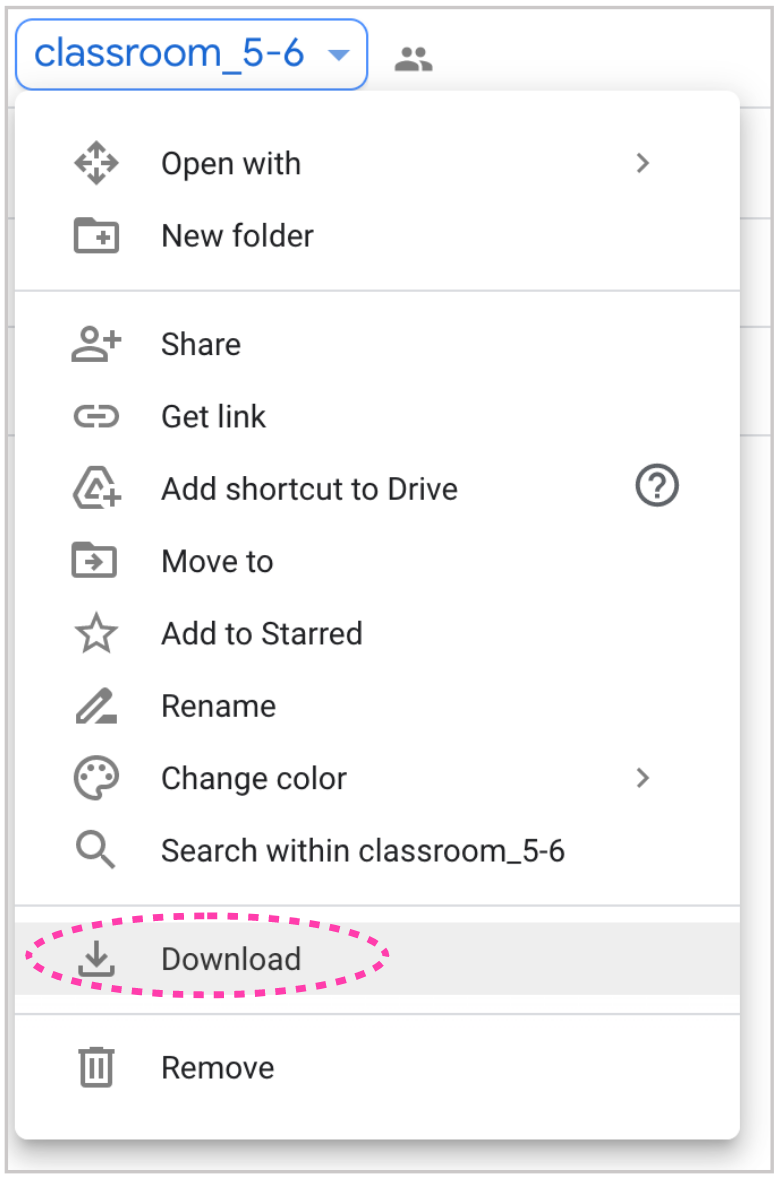 classroom_5-6
Open with
New folder
Share
Get link
Add shortcut to Drive
Move to
Add to Starred
Rename
Change color
Search within classroom_5-6
Download
Remove